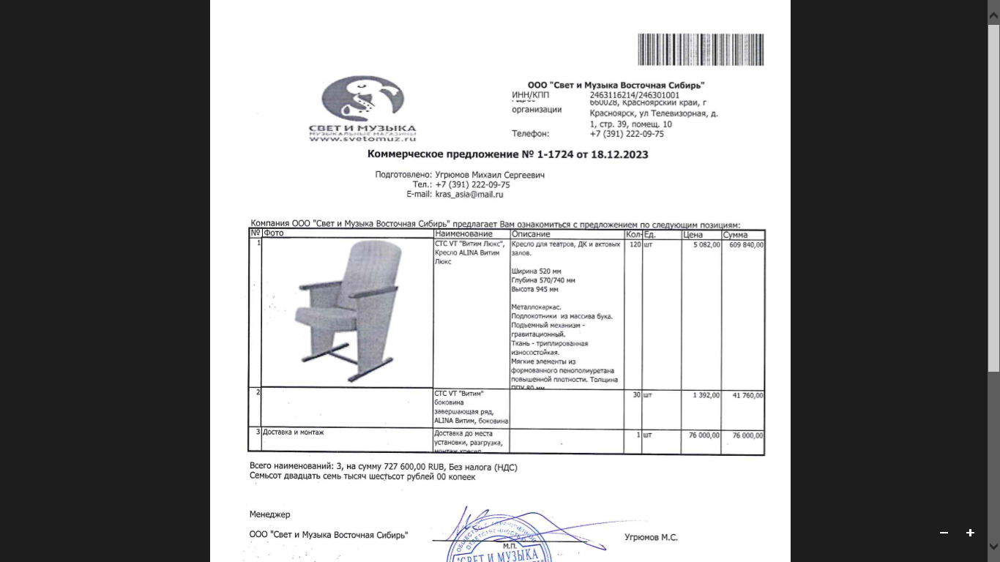 ООО "Свет и Музыка Восточная Сибирь"
ИНН/КПП 2463116214/246301001
660028, Красноярский край, г
организации Красноярск, ул Телевизорная, д.
1, стр. 39, помещ. 10
Телефон: +7 (391) 222-09-75
СВЕТ И МУЗЫКА
МУЗЫКАЛЬНЫЕ МАГАЗИНЫ
www.svetomuz.ru
Коммерческое предложение № 1-1724 от 18.12.2023
Подготовлено: Угрюмов Михаил Сергеевич
Тел.: +7 (391) 222-09-75
E-mail: kras_asia@mail.ru
Компания ООО "Свет и Музыка Восточная Сибирь" предлагает Вам ознакомиться с предложением по следующим позициям:
№ Фото Наименование Описание Кол- Ед. Цена Сумма
1 СТС VT "Витим Люкс", Кресло для театров, ДК и актовых 120 шт 5 082,00 609 840,00
Кресло ALINA Витим залов.
Люкс
Ширина 520 мм
Глубина 570/740 мм
Высота 945 мм
Металлокаркас.
Подлокотники из массива бука.
Подъемный механизм -
гравитационный.
Ткань - триплированная
износостойкая.
Мягкие элементы из
формованного пенополиуретана
повышенной плотности. Толщина
ППУ 80 мм
2 СТС VT "Витим" 30 шт 1 392,00 41 760,00
боковина
завершающая ряд,
ALINA Витим, боковина
3 Доставка и монтаж Доставка до места 1 шт 76 000,00 76 000,00
установки, разгрузка,
монтаж кресел
Всего наименований: 3, на сумму 727 600,00 RUB, Без налога (НДС)
Семьсот двадцать семь тысяч шестьсот рублей 00 копеек
Менеджер
ООО "Свет и Музыка Восточная Сибирь" Угрюмов М.С.
М.П.
ОБЩЕСТВО С ОГРАНИЧЕННОЙ
ОТВЕТСТВЕННОСТЬЮ
"СВЕТ И МУЗЫКА